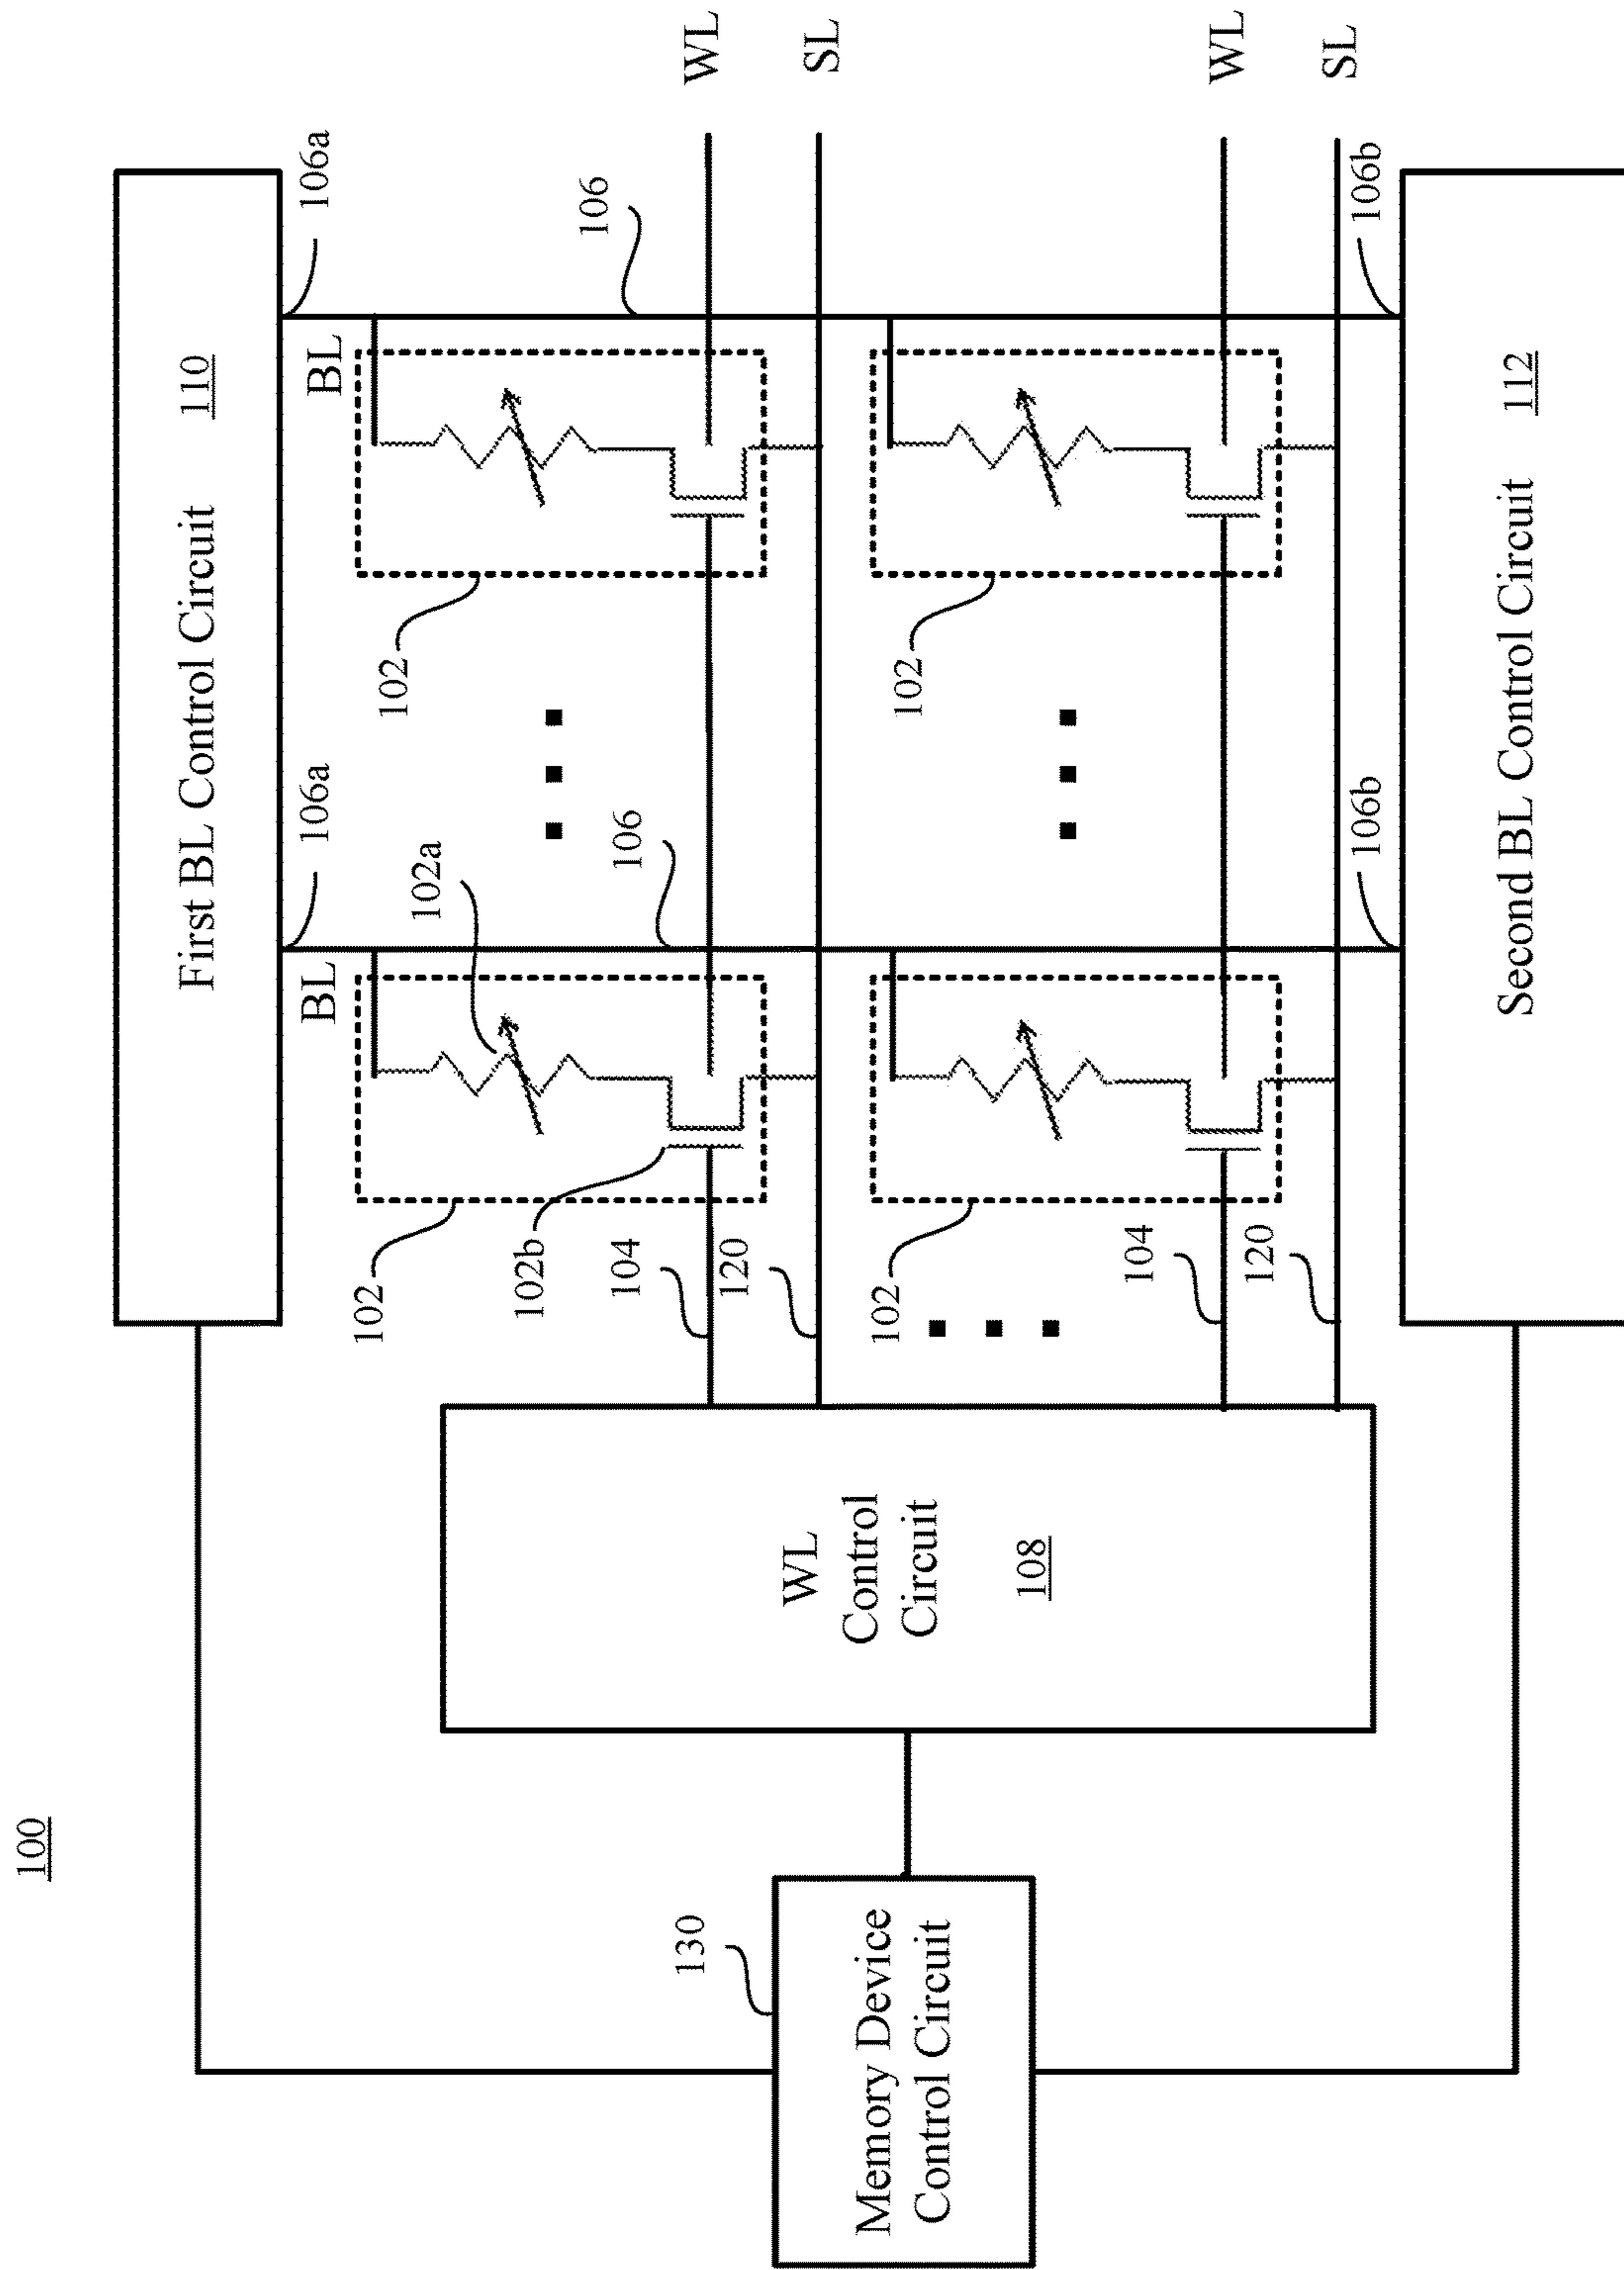 100
First BL Control Circuit 110
106a
106a
BL
BL
102
102a
102
106
106
102b
104
WL
120
SL
130
Memory Device
Control Circuit
WL
Control
Circuit
108
102
102
104
WL
120
SL
106b
106b
Second BL Control Circuit 112